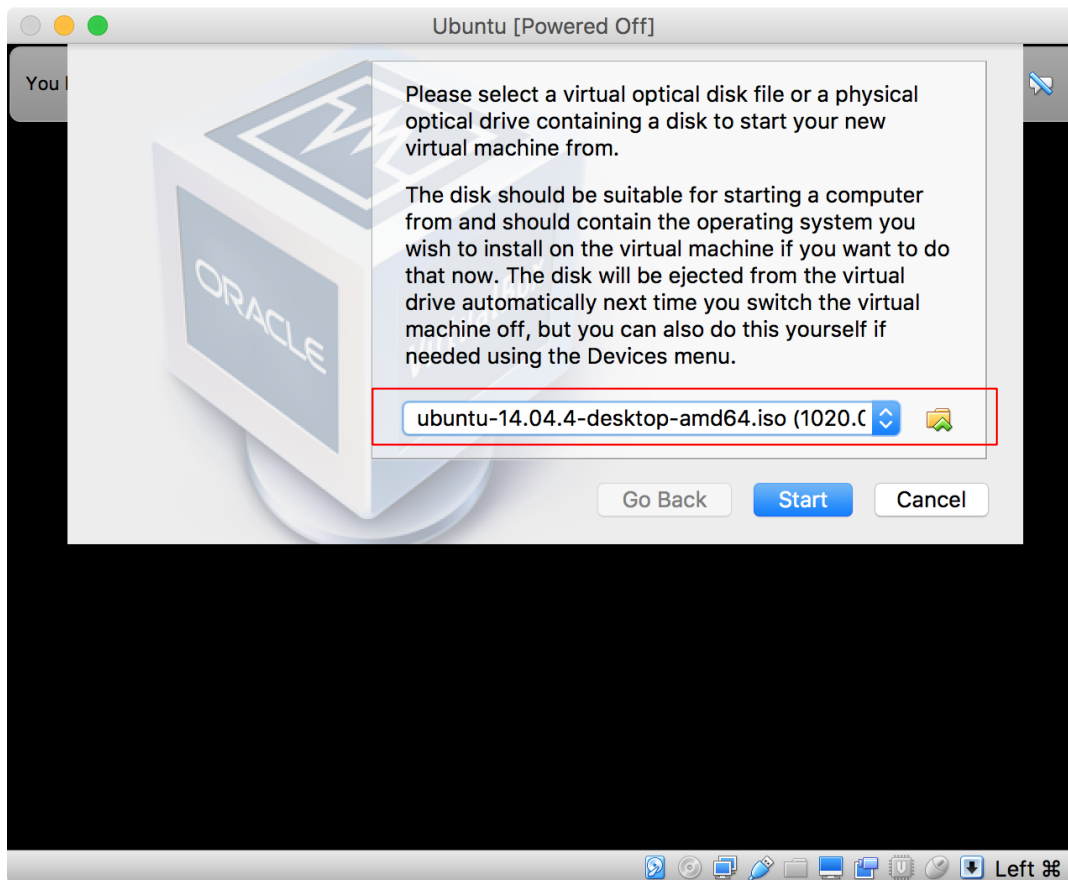 Ubuntu [Powered Off]
You
Please select a virtual optical disk file or a physical
optical drive containing a disk to start your new
virtual machine from.
The disk should be suitable for starting a computer
from and should contain the operating system you
wish to install on the virtual machine if you want to do
that now. The disk will be ejected from the virtual
drive automatically next time you switch the virtual
machine off, but you can also do this yourself if
needed using the Devices menu.
ORACLE
VirtualBox
ubuntu-14.04.4-desktop-amd64.iso (1020.0
Go Back
Start
Cancel
Left ⌘